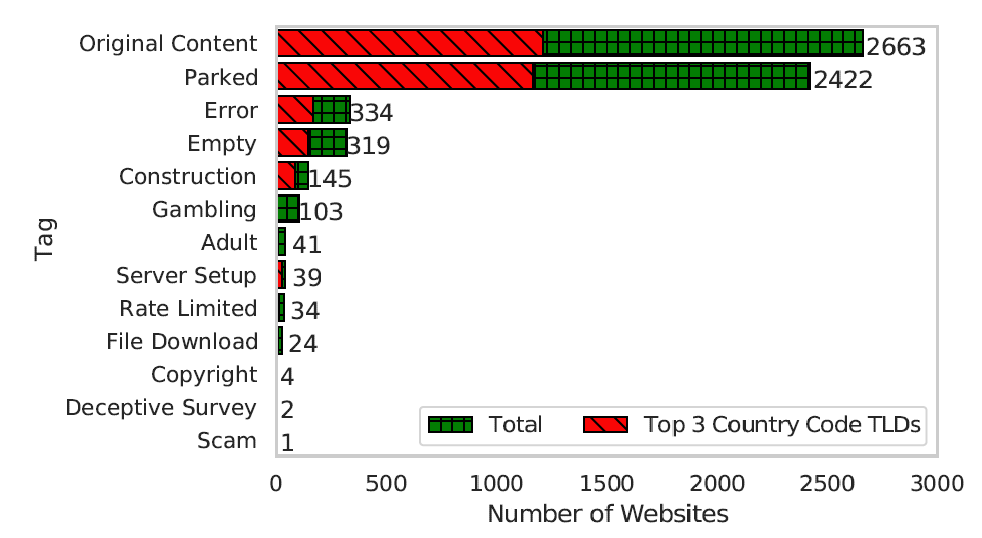 Original Content 2663
Parked 2422
Error 334
Empty 319
Construction 145
Gambling 103
Adult 41
Server Setup 39
Rate Limited 34
File Download 24
Copyright 4
Deceptive Survey 2
Scam 1
Tag
Total
Top 3 Country Code TLDs
0 500 1000 1500 2000 2500 3000
Number of Websites